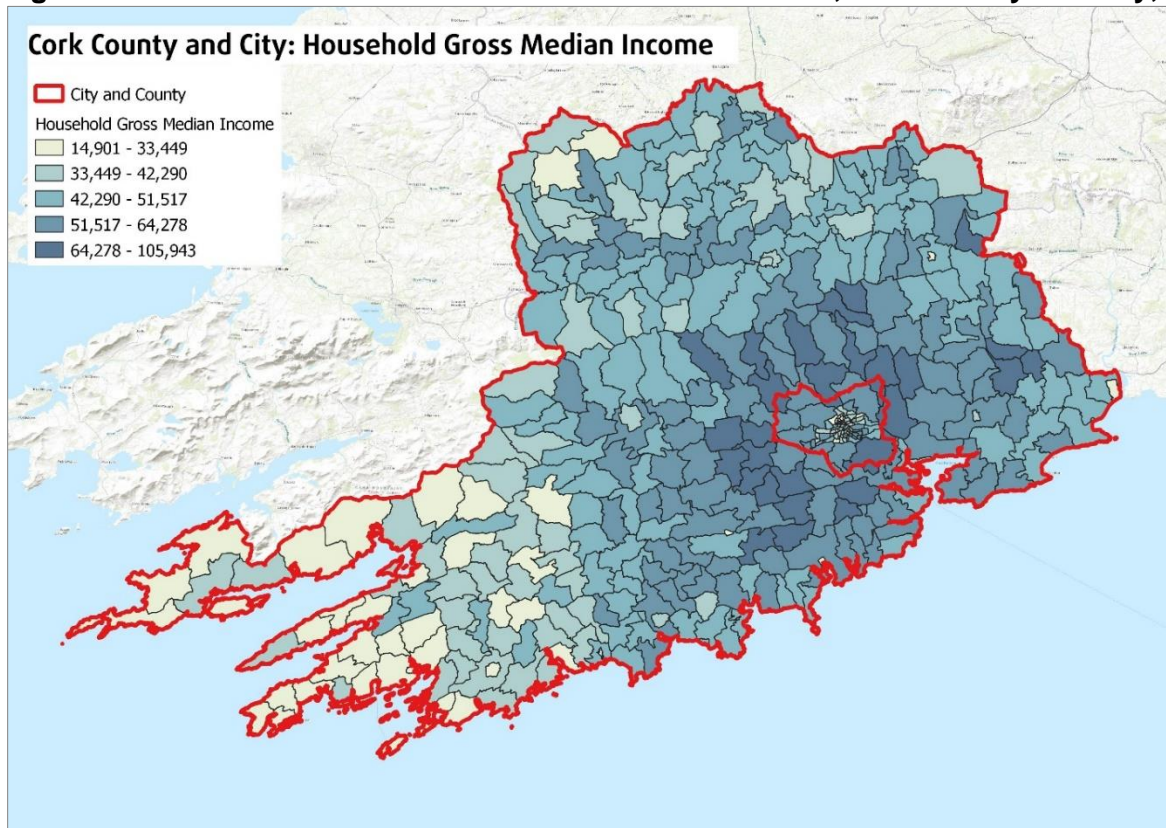 Cork County and City: Household Gross Median Income
City and County
Household Gross Median Income
14,901 - 33,449
33,449 - 42,290
42,290 - 51,517
51,517 - 64,278
64,278 - 105,943